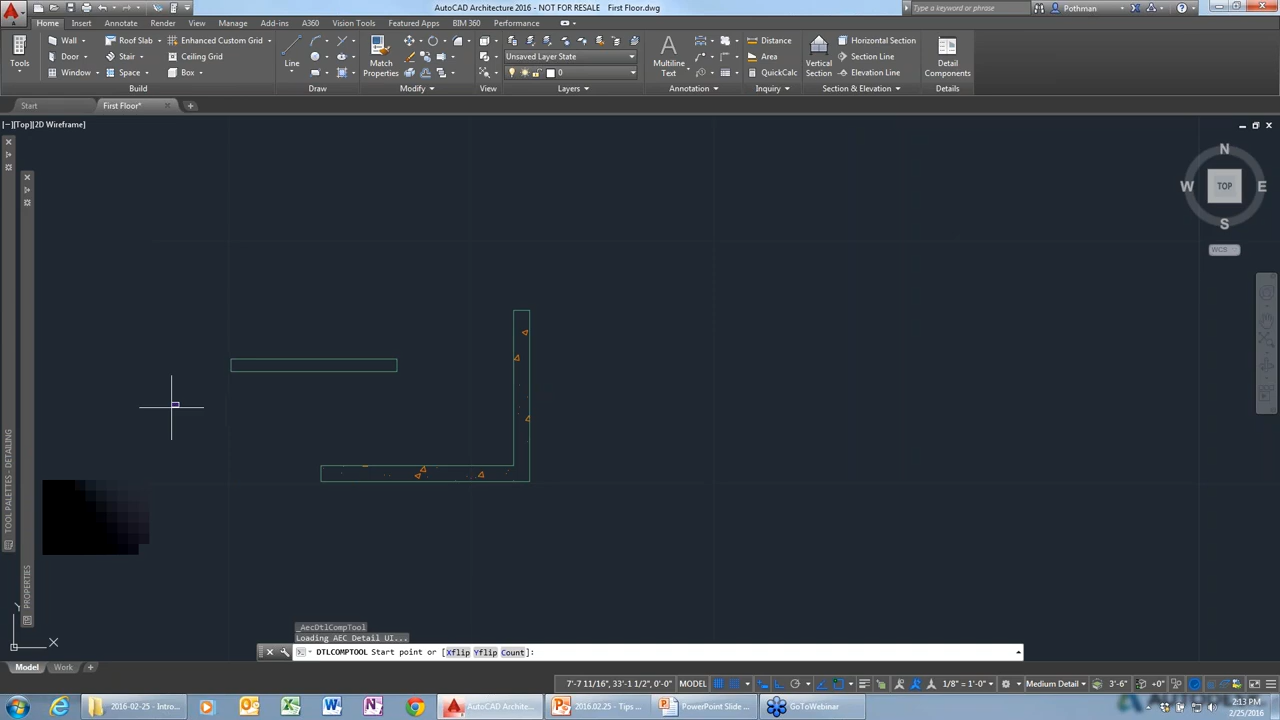 AutoCAD Architecture 2016 - NOT FOR RESALE First Floor.dwg
Type a keyword or phrase
Pothman
Home Insert Annotate Render View Manage Add-ins A360 Vision Tools Featured Apps BIM 360 Performance
Tools
Wall Roof Slab Enhanced Custom Grid
Door Stair Ceiling Grid
Window Space Box
Line
Match Properties
Unsaved Layer State
0
Multiline Text
Distance
Area
QuickCalc
Vertical Section
Horizontal Section
Section Line
Elevation Line
Detail Components
Build Draw Modify View Layers Annotation Inquiry Section & Elevation Details
Start First Floor*
[−][Top][2D Wireframe]
N
W TOP E
S
WCS
TOOL PALETTES - DETAILING
PROPERTIES
Y
X
_AecDtlCompTool
Loading AEC Detail UI...
DTLCOMPTOOL Start point or [Xflip Yflip Count]:
Model Work
7'-7 11/16", 33'-1 1/2", 0'-0" MODEL 1/8" = 1'-0" Medium Detail 3'-6" +0"
2016-02-25 - Intro... AutoCAD Archite... 2016.02.25 - Tips ... PowerPoint Slide ... GoToWebinar
2:13 PM
2/25/2016